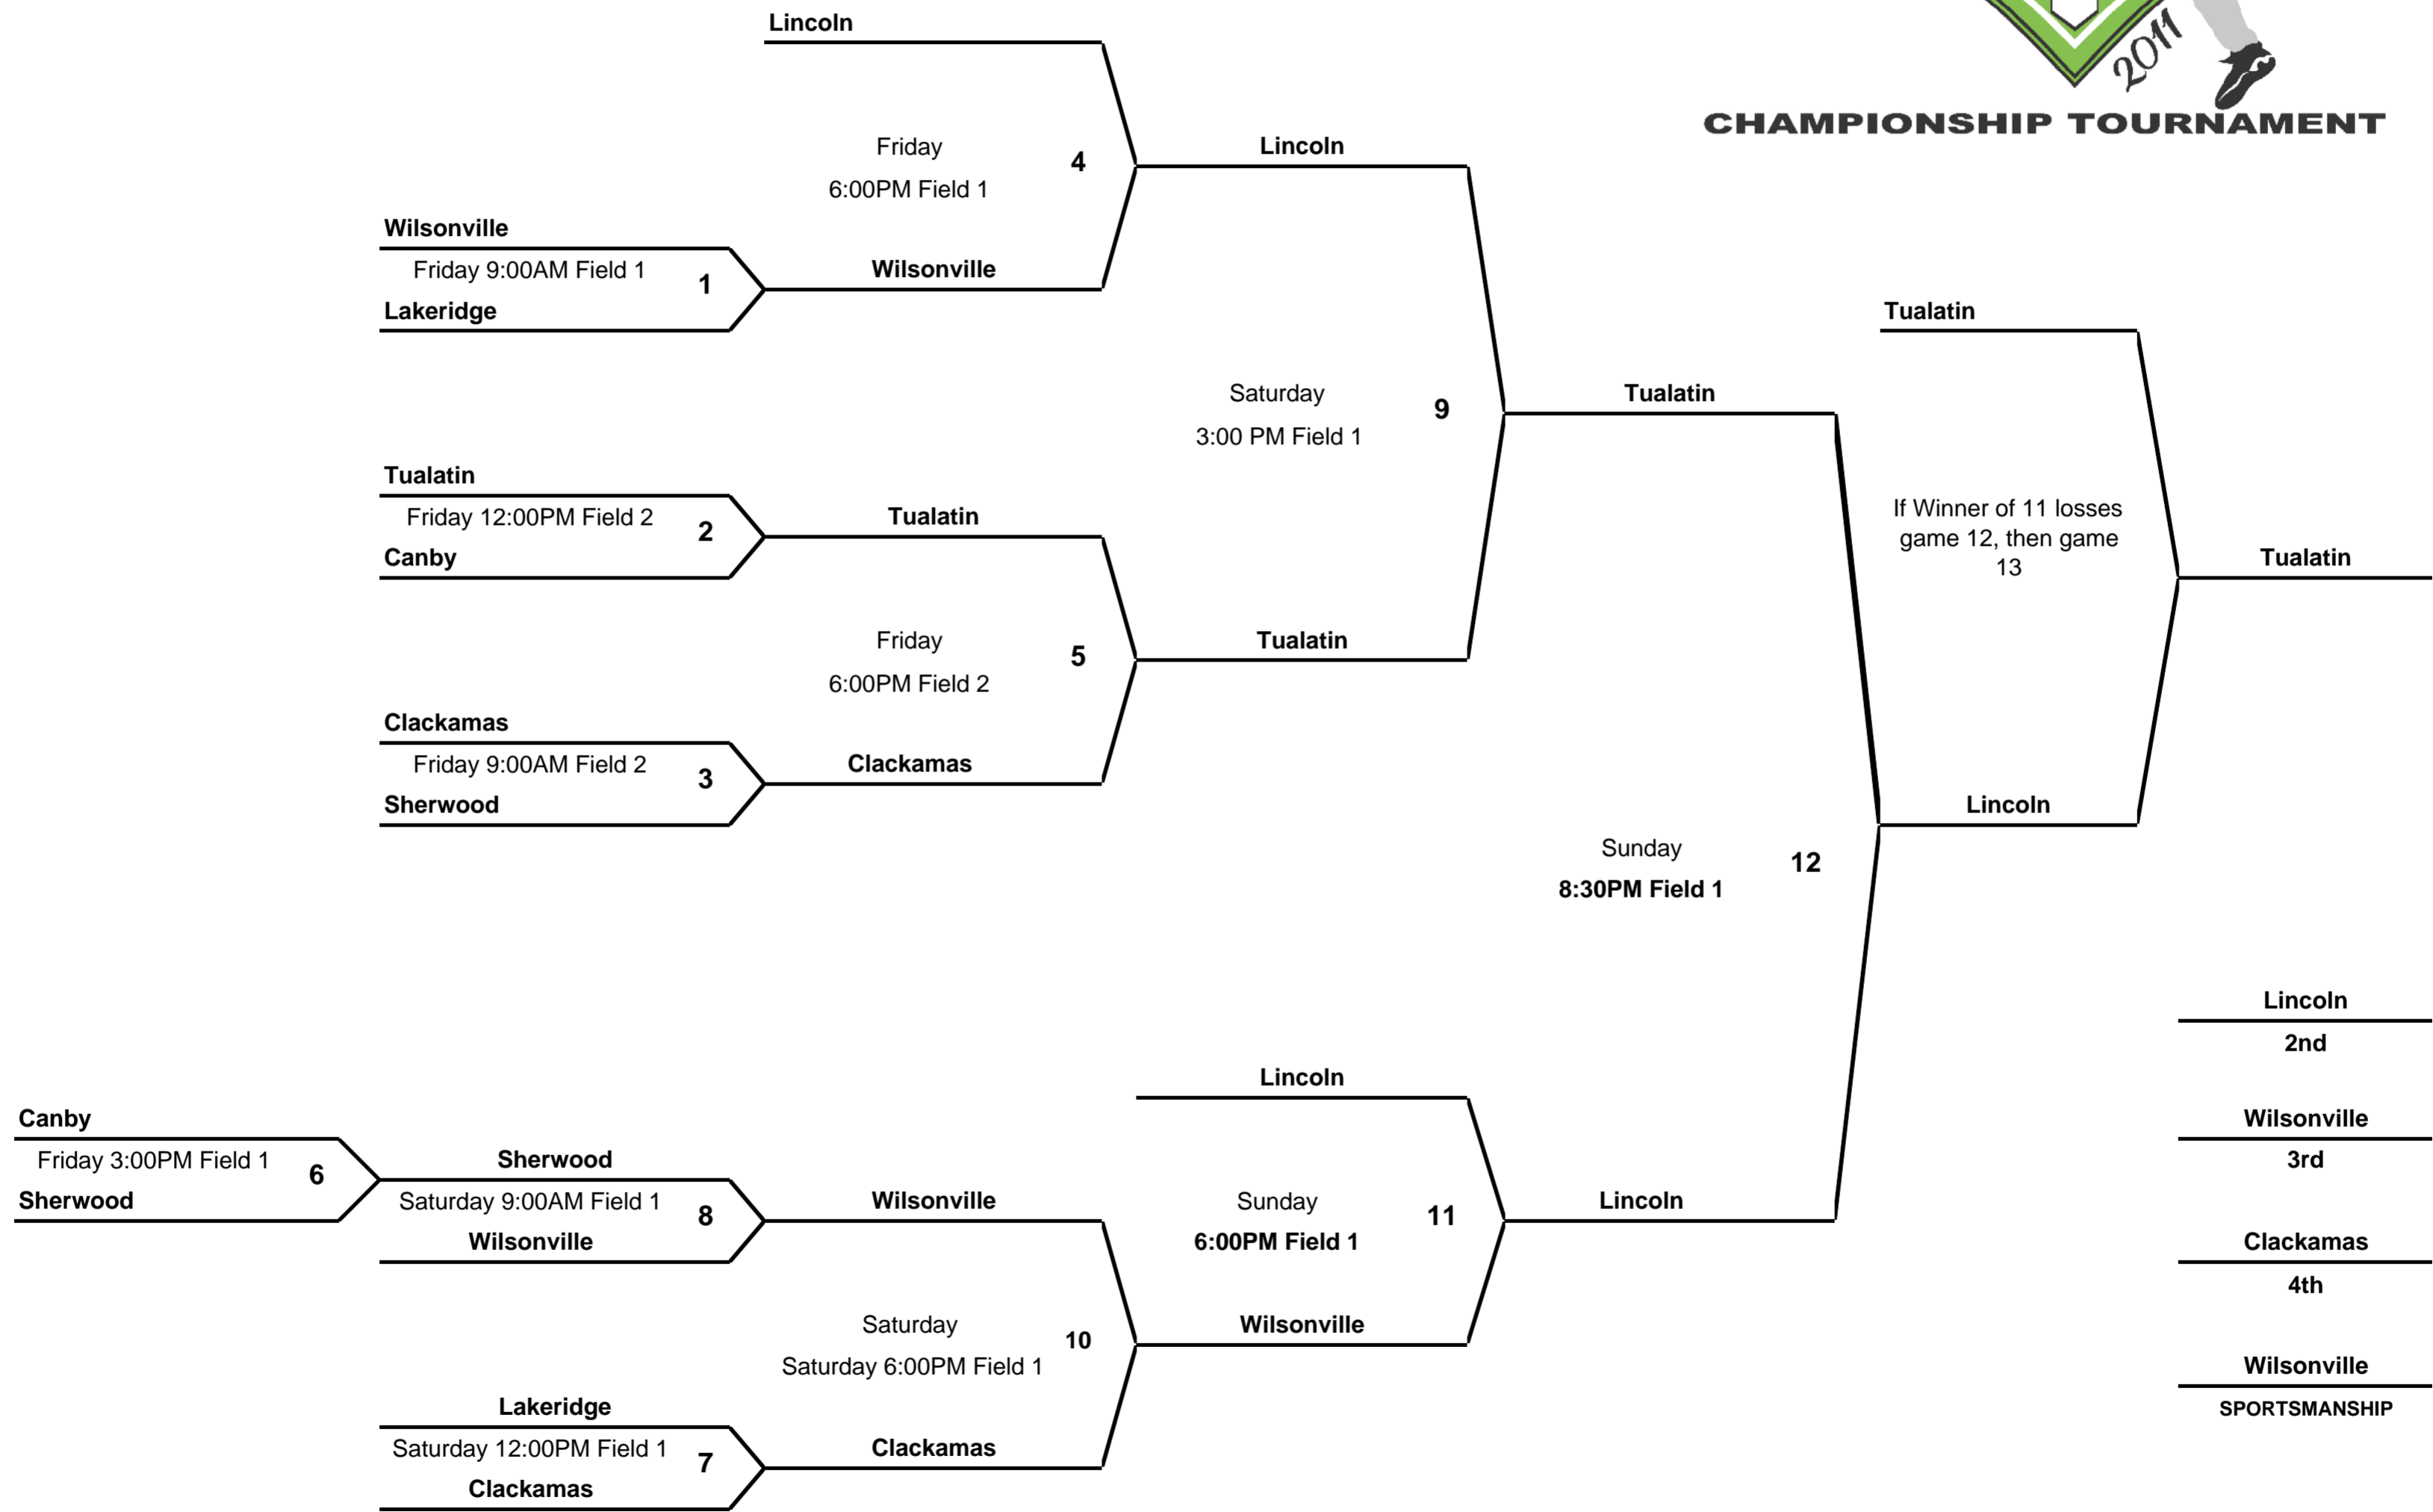 Lincoln
2011
CHAMPIONSHIP TOURNAMENT
Friday
6:00PM Field 1
4
Lincoln
Wilsonville
Friday 9:00AM Field 1
1
Lakeridge
Wilsonville
Tualatin
Saturday
3:00 PM Field 1
9
Tualatin
Tualatin
Friday 12:00PM Field 2
2
Canby
Tualatin
If Winner of 11 losses
game 12, then game
13
Tualatin
Friday
6:00PM Field 2
5
Tualatin
Clackamas
Friday 9:00AM Field 2
3
Sherwood
Clackamas
Lincoln
Sunday
8:30PM Field 1
12
Lincoln
2nd
Lincoln
Canby
Friday 3:00PM Field 1
6
Sherwood
Sherwood
Saturday 9:00AM Field 1
8
Wilsonville
Wilsonville
Sunday
6:00PM Field 1
11
Lincoln
Wilsonville
3rd
Clackamas
4th
Saturday
Saturday 6:00PM Field 1
10
Wilsonville
Wilsonville
SPORTSMANSHIP
Lakeridge
Saturday 12:00PM Field 1
7
Clackamas
Clackamas